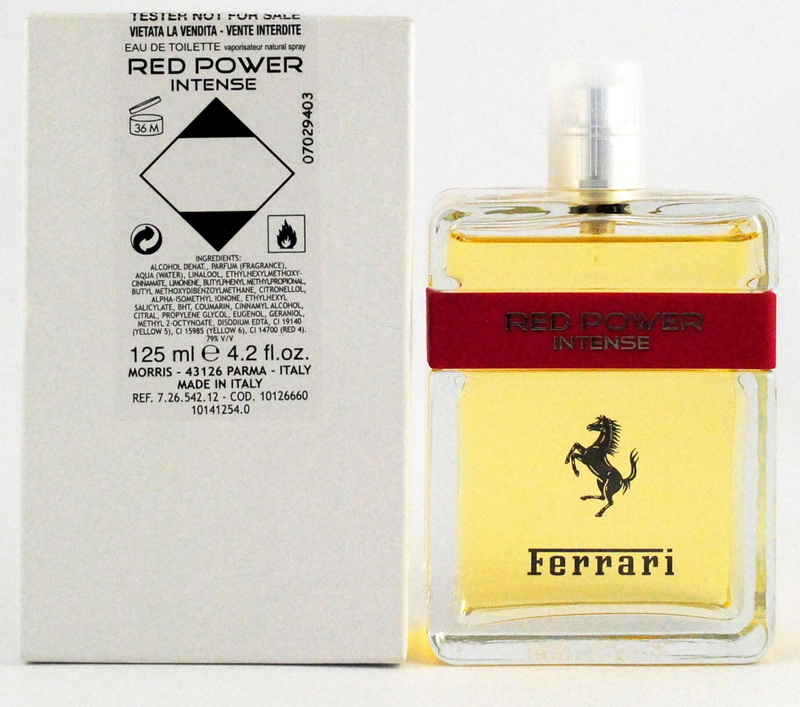 TESTER NOT FOR SALE
VIETATA LA VENDITA - VENTE INTERDITE
EAU DE TOILETTE vaporisateur natural spray
RED POWER
INTENSE
36 M
07029403
INGREDIENTS:
ALCOHOL DENAT., PARFUM (FRAGRANCE),
AQUA (WATER), LINALOOL, ETHYLHEXYLMETHOXY-
CINNAMATE, LIMONENE, BUTYLPHENYL METHYLPROPIONAL,
BUTYL METHOXYDIBENZOYLMETHANE, CITRONELLOL,
ALPHA-ISOMETHYL IONONE, ETHYLHEXYL
SALICYLATE, BHT, COUMARIN, CINNAMYL ALCOHOL,
CITRAL, PROPYLENE GLYCOL, EUGENOL, GERANIOL,
METHYL 2-OCTYNOATE, DISODIUM EDTA, CI 19140
(YELLOW 5), CI 15985 (YELLOW 6), CI 14700 (RED 4).
79% V/V
125 ml ℮ 4.2 fl.oz.
MORRIS - 43126 PARMA - ITALY
MADE IN ITALY
REF. 7.26.542.12 - COD. 10126660
10141254.0
RED POWER
INTENSE
Ferrari